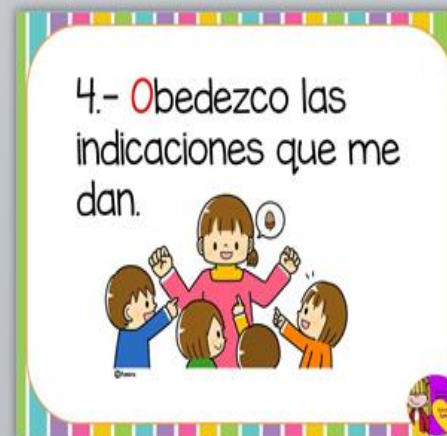 4.- Obedezco las
indicaciones que me
dan.